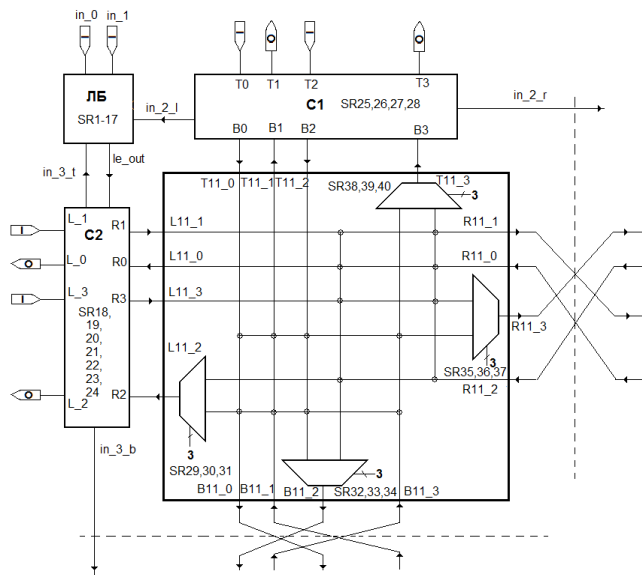 in_0
in_1
I
I
I
O
I
O
T0
T1
T2
T3
ЛБ
SR1-17
in_2_l
C1
SR25,26,27,28
in_2_r
B0
B1
B2
B3
in_3_t
le_out
T11_0
T11_1
T11_2
SR38,39,40
T11_3
3
L_1
C2
R1
L11_1
R11_1
L_0
R0
L11_0
R11_0
L_3
R3
L11_3
SR18,
19,
20,
21,
22,
23,
24
R11_3
L11_2
3
SR35,36,37
R11_2
R2
L_2
I
O
I
O
in_3_b
3
SR29,30,31
3
SR32,33,34
B11_0
B11_1
B11_2
B11_3